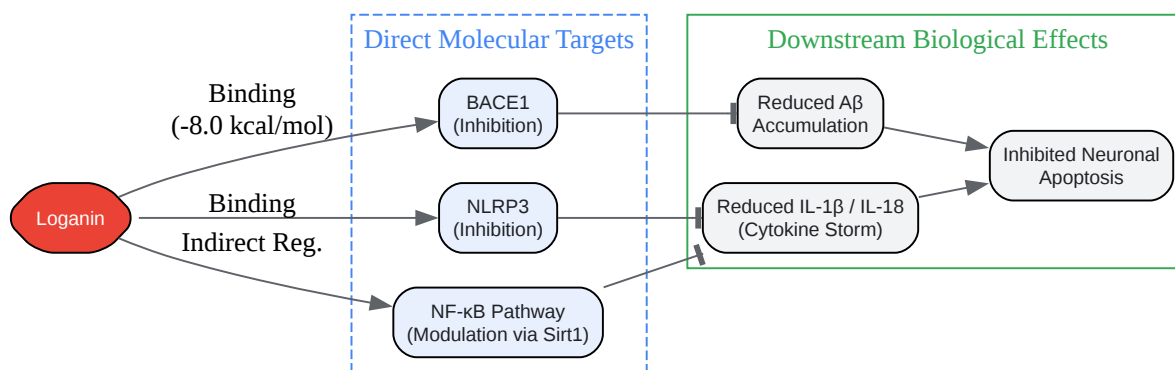 Direct Molecular Targets
Downstream Biological Effects
Binding
(-8.0 kcal/mol)
BACE1
(Inhibition)
Reduced Aβ
Accumulation
Inhibited Neuronal
Apoptosis
Loganin
Binding
NLRP3
(Inhibition)
Reduced IL-1β / IL-18
(Cytokine Storm)
Indirect Reg.
NF-κB Pathway
(Modulation via Sirt1)